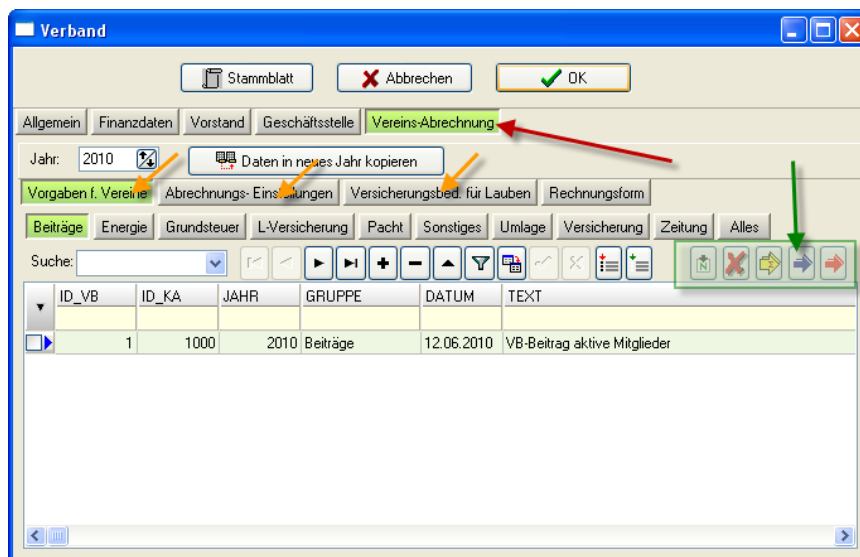 Verband
Stammblatt Abbrechen OK
Allgemein Finanzdaten Vorstand Geschäftsstelle Vereins-Abrechnung
Jahr: 2010 Daten in neues Jahr kopieren
Vorgaben f. Vereine Abrechnungs- Einstellungen Versicherungsbed. für Lauben Rechnungsform
Beiträge Energie Grundsteuer L-Versicherung Pacht Sonstiges Umlage Versicherung Zeitung Alles
Suche: N
ID_VB ID_KA JAHR GRUPPE DATUM TEXT
1 1000 2010 Beiträge 12.06.2010 VB-Beitrag aktive Mitglieder